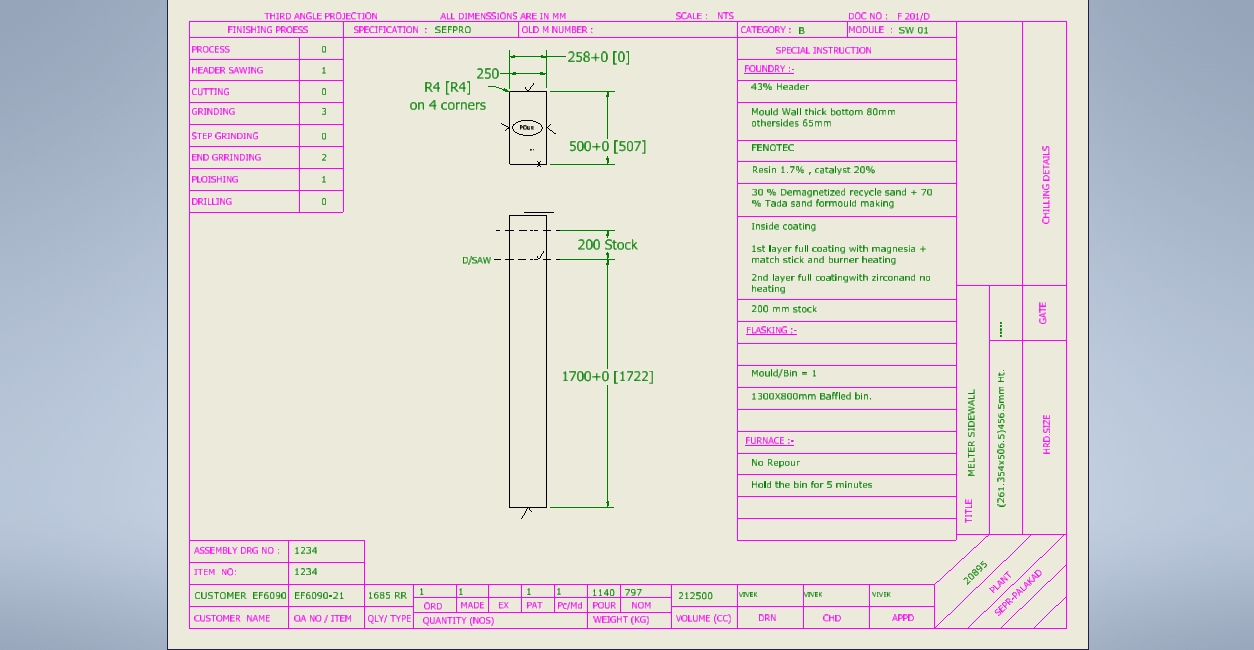 THIRD ANGLE PROJECTION
ALL DIMENSSIONS ARE IN MM
SCALE : NTS
DOC NO : F 201/D
FINISHING PROESS
SPECIFICATION : SEFPRO
OLD M NUMBER :
CATEGORY : B
MODULE : SW 01
PROCESS 0
HEADER SAWING 1
CUTTING 0
GRINDING 3
STEP GRINDING 0
END GRRINDING 2
PLOISHING 1
DRILLING 0
258+0 [0]
250
R4 [R4]
on 4 corners
POUR
500+0 [507]
200 Stock
D/SAW
1700+0 [1722]
SPECIAL INSTRUCTION
FOUNDRY :-
43% Header
Mould Wall thick bottom 80mm
othersides 65mm
FENOTEC
Resin 1.7% , catalyst 20%
30 % Demagnetized recycle sand + 70
% Tada sand formould making
Inside coating
1st layer full coating with magnesia +
match stick and burner heating
2nd layer full coatingwith zirconand no
heating
200 mm stock
FLASKING :-
Mould/Bin = 1
1300X800mm Baffled bin.
FURNACE :-
No Repour
Hold the bin for 5 minutes
CHILLING DETAILS
GATE
HRD SIZE
(261.354x506.5)456.5mm Ht.
TITLE MELTER SIDEWALL
ASSEMBLY DRG NO : 1234
ITEM NO: 1234
CUSTOMER EF6090 EF6090-21 1685 RR 1 1 1 1 1140 797 212500 VIVEK VIVEK VIVEK
ORD MADE EX PAT Pc/Md POUR NOM
CUSTOMER NAME OA NO / ITEM QLY/ TYPE QUANTITY (NOS) WEIGHT (KG) VOLUME (CC) DRN CHD APPD
20895
PLANT
SEPR-PALAKAD